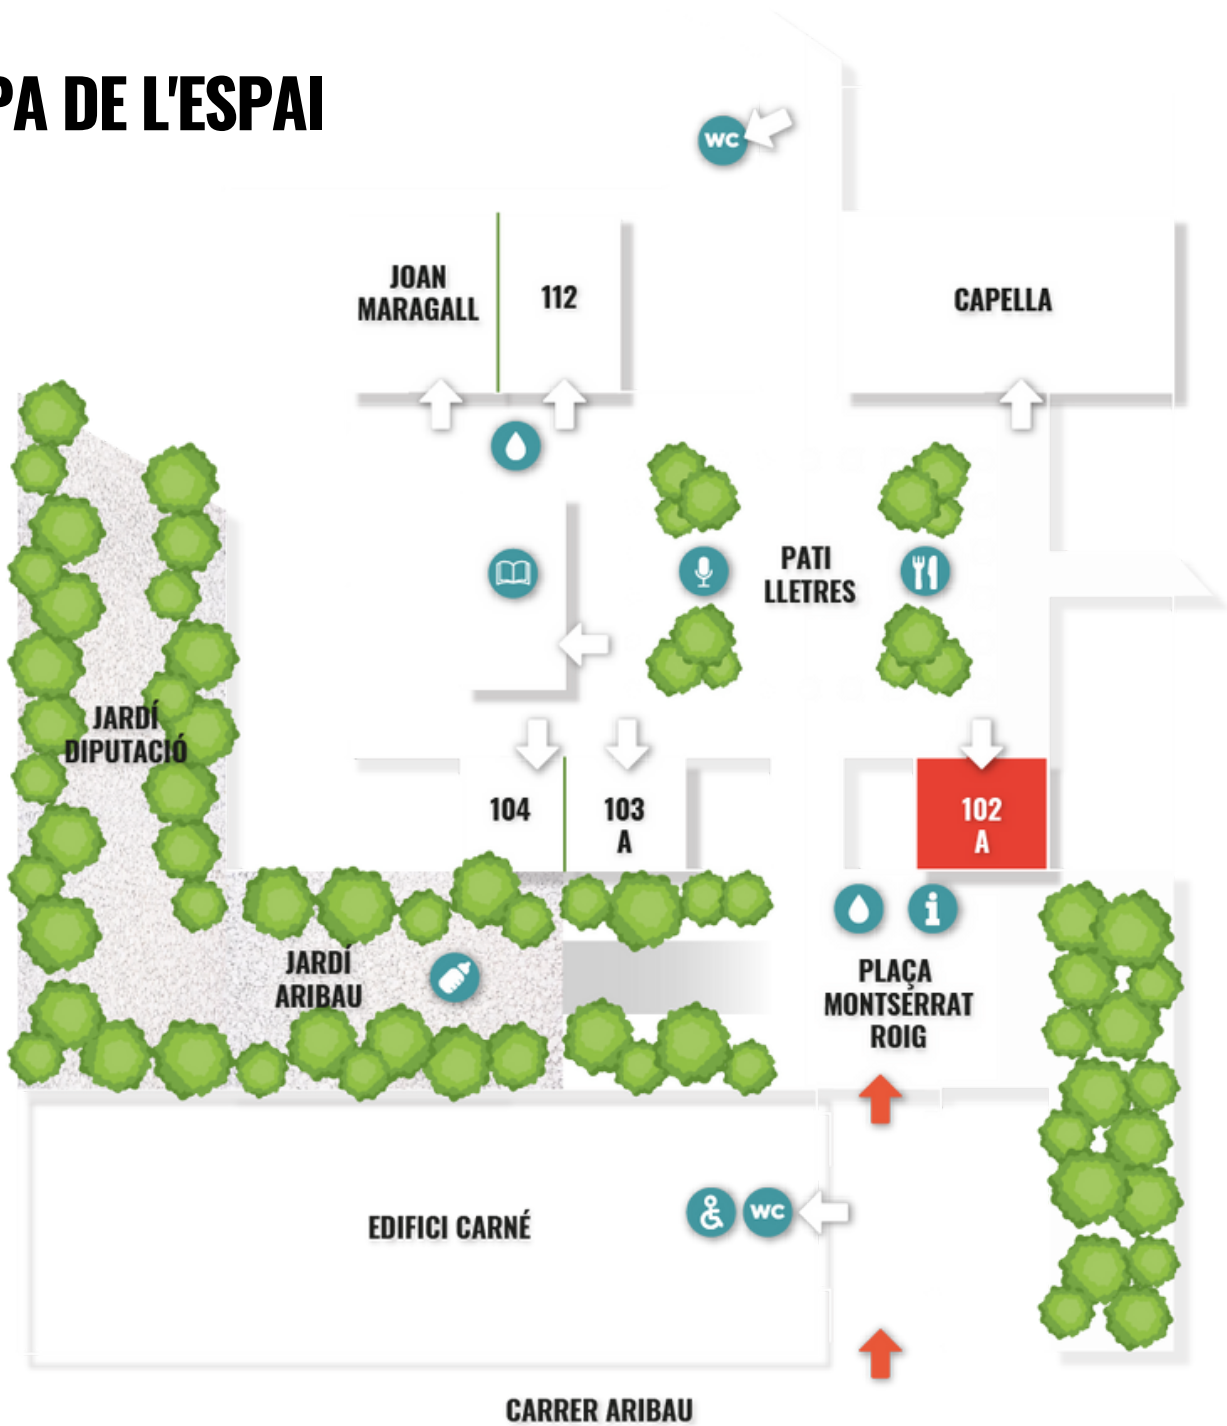 PA DE L'ESPAI
WC
JOAN
MARAGALL
112
CAPELLA
PATI
LLETRES
JARDÍ
DIPUTACIÓ
104
103
A
102
A
JARDÍ
ARIBAU
PLAÇA
MONTSERRAT
ROIG
EDIFICI CARNÉ
WC
CARRER ARIBAU